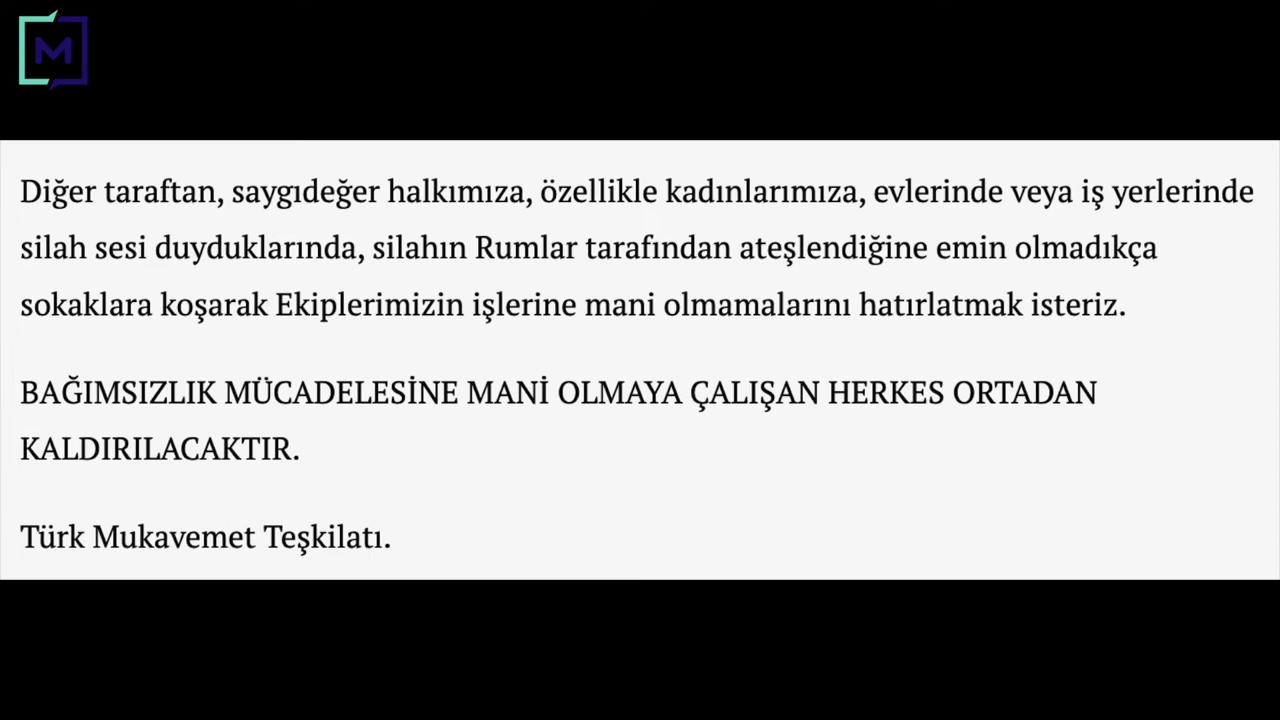 M
Diğer taraftan, saygıdeğer halkımıza, özellikle kadınlarımıza, evlerinde veya iş yerlerinde
silah sesi duyduklarında, silahın Rumlar tarafından ateşlendiğine emin olmadıkça
sokaklara koşarak Ekiplerimizin işlerine mani olmamalarını hatırlatmak isteriz.
BAĞIMSIZLIK MÜCADELESİNE MANİ OLMAYA ÇALIŞAN HERKES ORTADAN
KALDIRILACAKTIR.
Türk Mukavemet Teşkilatı.